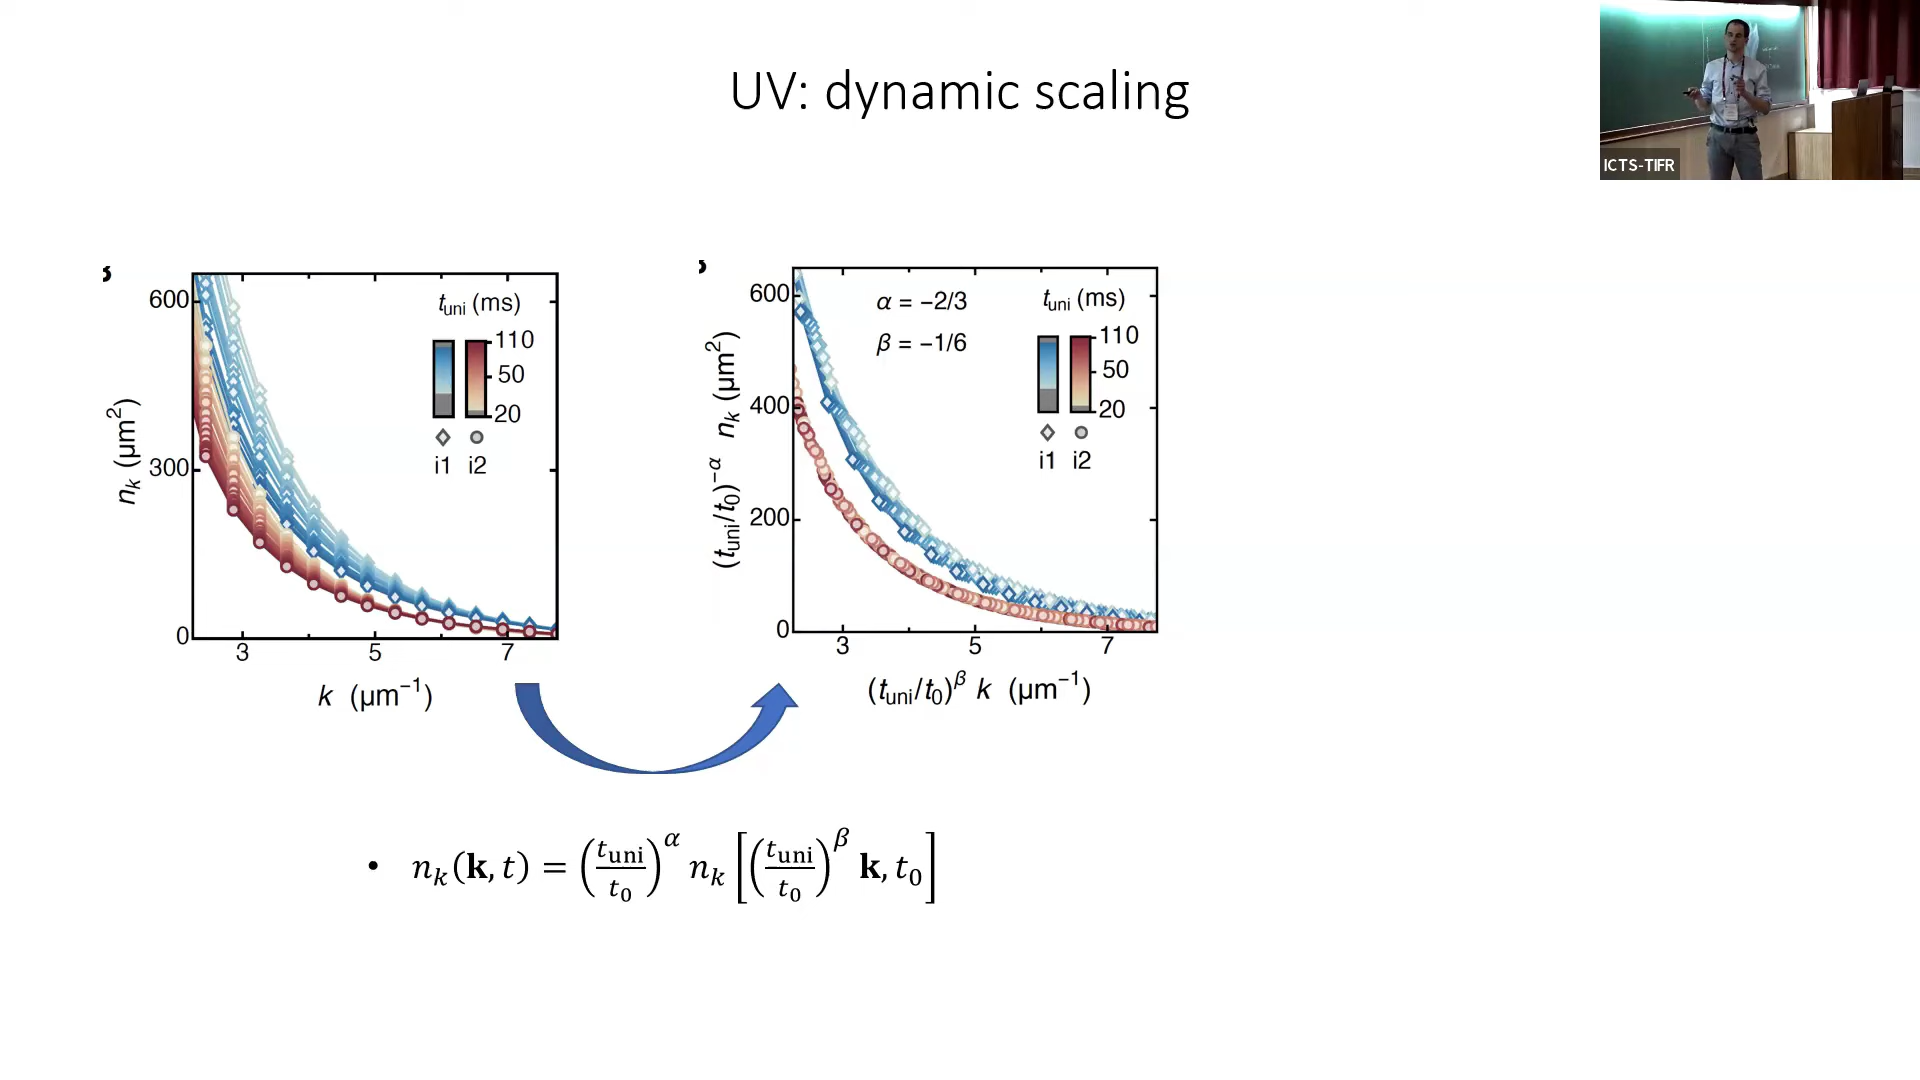 UV: dynamic scaling
ICTS-TIFR
600
300
0
n_k (μm²)
3 5 7
k (μm⁻¹)
t_uni (ms)
110
50
20
i1 i2
600
400
200
0
(t_uni/t_0)^−α n_k (μm²)
α = −2/3
β = −1/6
t_uni (ms)
110
50
20
i1 i2
3 5 7
(t_uni/t_0)^β k (μm⁻¹)
• n_k(𝐤, t) = (t_uni/t_0)^α n_k [(t_uni/t_0)^β 𝐤, t_0]